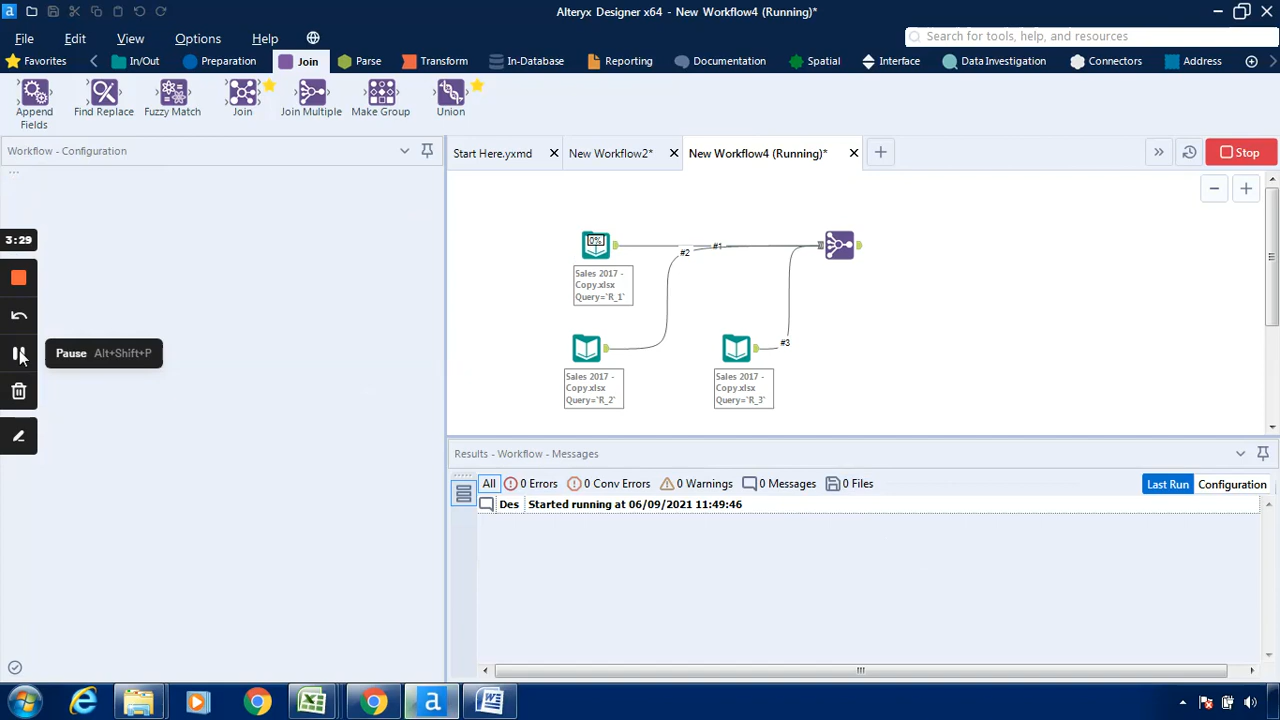 Alteryx Designer x64 - New Workflow4 (Running)*
File Edit View Options Help
Search for tools, help, and resources
Favorites In/Out Preparation Join Parse Transform In-Database Reporting Documentation Spatial Interface Data Investigation Connectors Address
Append Fields
Find Replace
Fuzzy Match
Join
Join Multiple
Make Group
Union
Workflow - Configuration
Start Here.yxmd
New Workflow2*
New Workflow4 (Running)*
Stop
...
3:29
Pause Alt+Shift+P
0%
#1
#2
Sales 2017 -
Copy.xlsx
Query=`R_1`
#3
Sales 2017 -
Copy.xlsx
Query=`R_2`
Sales 2017 -
Copy.xlsx
Query=`R_3`
Results - Workflow - Messages
All 0 Errors 0 Conv Errors 0 Warnings 0 Messages 0 Files Last Run Configuration
Des Started running at 06/09/2021 11:49:46